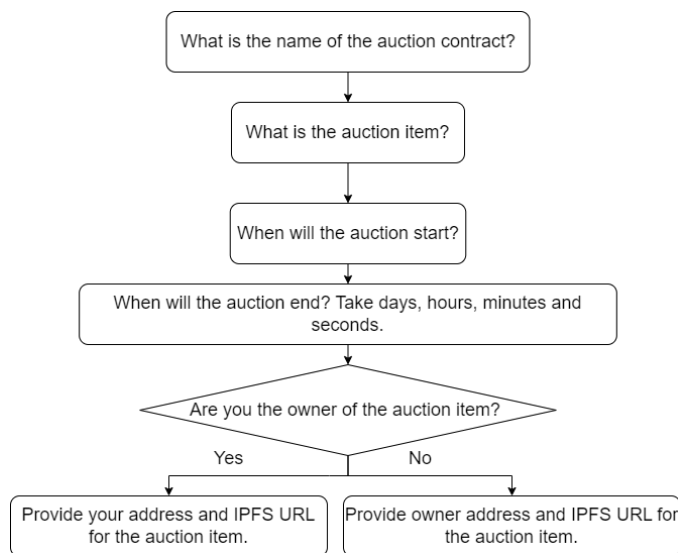 What is the name of the auction contract?
What is the auction item?
When will the auction start?
When will the auction end? Take days, hours, minutes and
seconds.
Are you the owner of the auction item?
Yes
No
Provide your address and IPFS URL
for the auction item.
Provide owner address and IPFS URL for
the auction item.